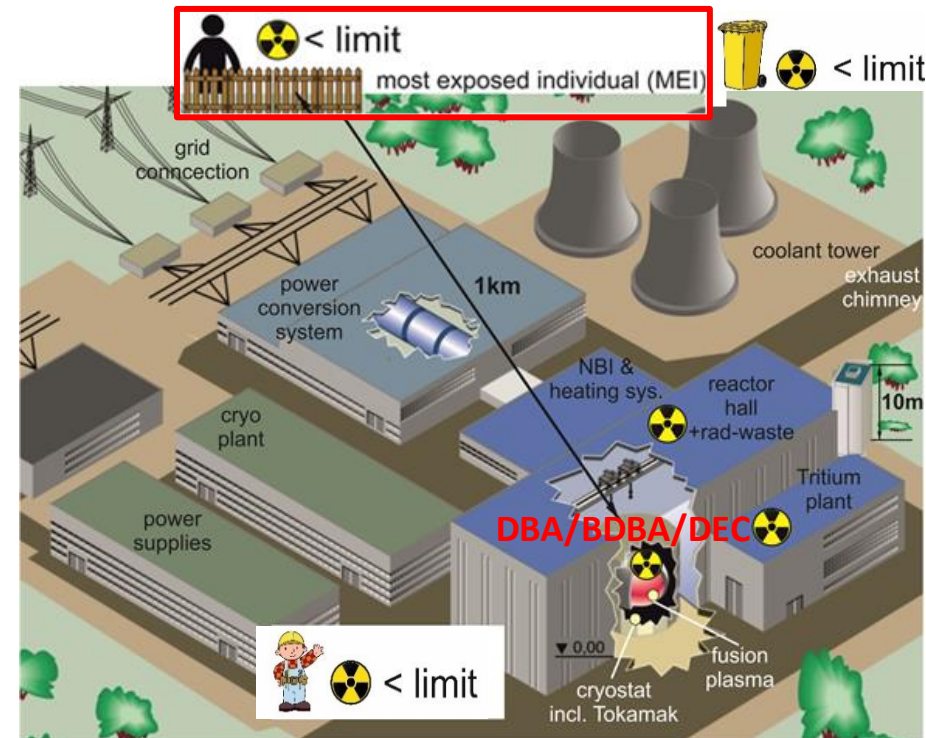 < limit
most exposed individual (MEI)
< limit
grid
conncection
coolant tower
exhaust
chimney
power
conversion
system
1km
NBI &
heating sys.
reactor
hall
+rad-waste
10m
cryo
plant
Tritium
plant
power
supplies
DBA/BDBA/DEC
▼ 0,00
fusion
plasma
cryostat
incl. Tokamak
< limit